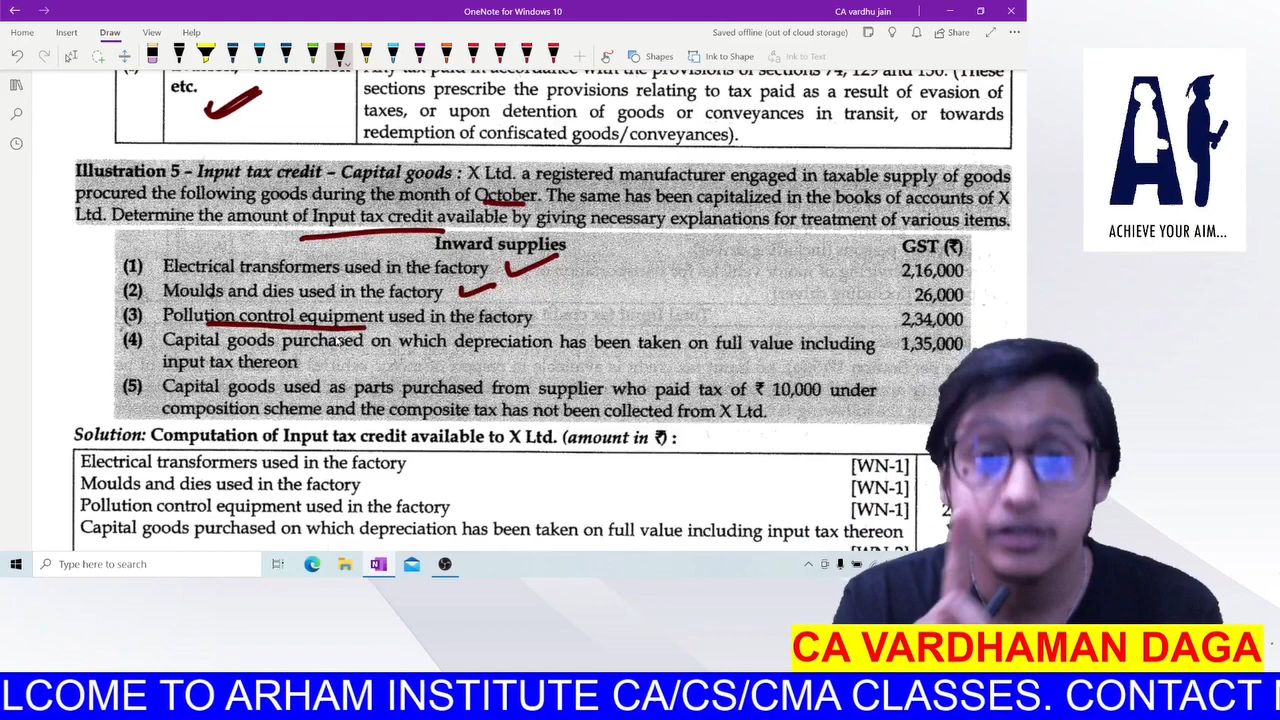 OneNote for Windows 10
CA vardhu jain
Home Insert Draw View Help
Saved offline (out of cloud storage)
Share
Shapes
Ink to Shape
Ink to Text
etc.
sections prescribe the provisions relating to tax paid as a result of evasion of
taxes, or upon detention of goods or conveyances in transit, or towards
redemption of confiscated goods/conveyances).
Illustration 5 - Input tax credit – Capital goods : X Ltd. a registered manufacturer engaged in taxable supply of goods
procured the following goods during the month of October. The same has been capitalized in the books of accounts of X
Ltd. Determine the amount of Input tax credit available by giving necessary explanations for treatment of various items.
Inward supplies GST (₹)
(1) Electrical transformers used in the factory 2,16,000
(2) Moulds and dies used in the factory 26,000
(3) Pollution control equipment used in the factory 2,34,000
(4) Capital goods purchased on which depreciation has been taken on full value including 1,35,000
input tax thereon
(5) Capital goods used as parts purchased from supplier who paid tax of ₹ 10,000 under
composition scheme and the composite tax has not been collected from X Ltd.
Solution: Computation of Input tax credit available to X Ltd. (amount in ₹) :
Electrical transformers used in the factory [WN-1]
Moulds and dies used in the factory [WN-1]
Pollution control equipment used in the factory [WN-1] 2
Capital goods purchased on which depreciation has been taken on full value including input tax thereon
Type here to search
ACHIEVE YOUR AIM...
CA VARDHAMAN DAGA
LCOME TO ARHAM INSTITUTE CA/CS/CMA CLASSES. CONTACT